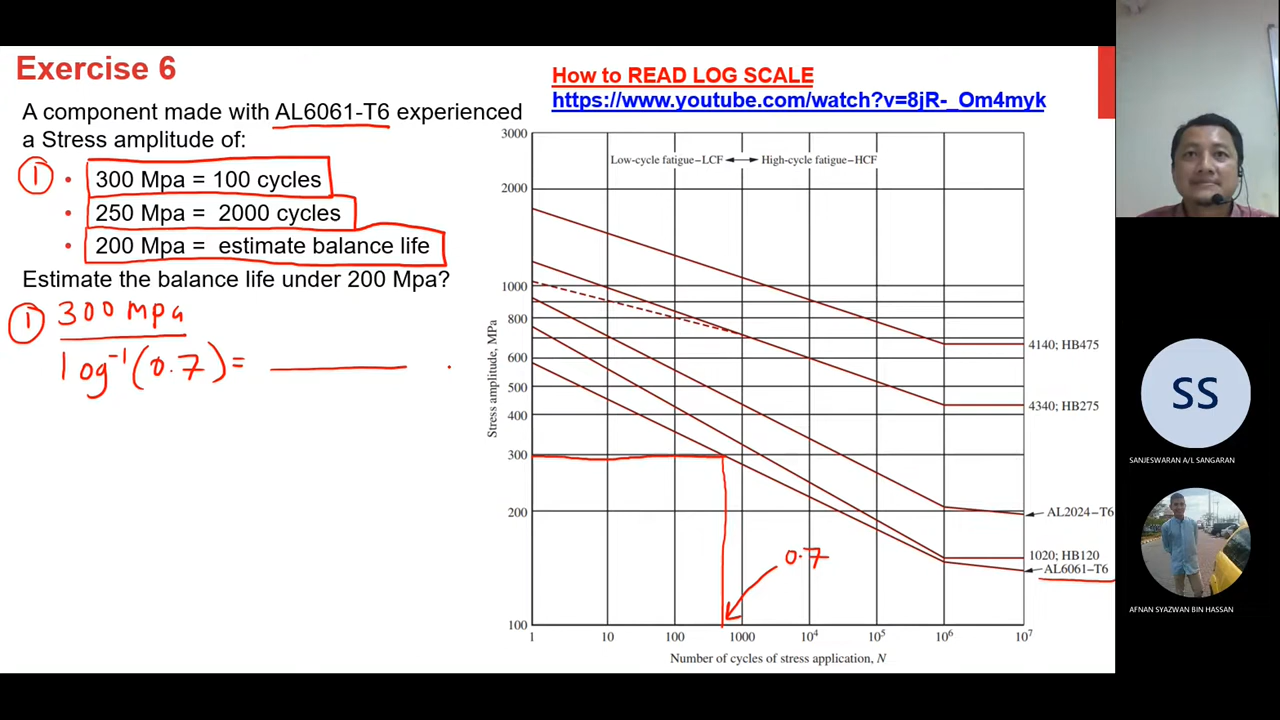 Exercise 6
A component made with AL6061-T6 experienced
a Stress amplitude of:
① • 300 Mpa = 100 cycles
• 250 Mpa = 2000 cycles
• 200 Mpa = estimate balance life
Estimate the balance life under 200 Mpa?
① 300 Mpa
log⁻¹(0.7) =
How to READ LOG SCALE
https://www.youtube.com/watch?v=8jR-_Om4myk
3000
Low-cycle fatigue–LCF High-cycle fatigue–HCF
2000
1000
800
600
500
400
300
200
100
Stress amplitude, MPa
4140; HB475
4340; HB275
AL2024–T6
1020; HB120
AL6061–T6
0.7
1 10 100 1000 10⁴ 10⁵ 10⁶ 10⁷
Number of cycles of stress application, N
SS
SANJESWARAN A/L SANGARAN
AFNAN SYAZWAN BIN HASSAN